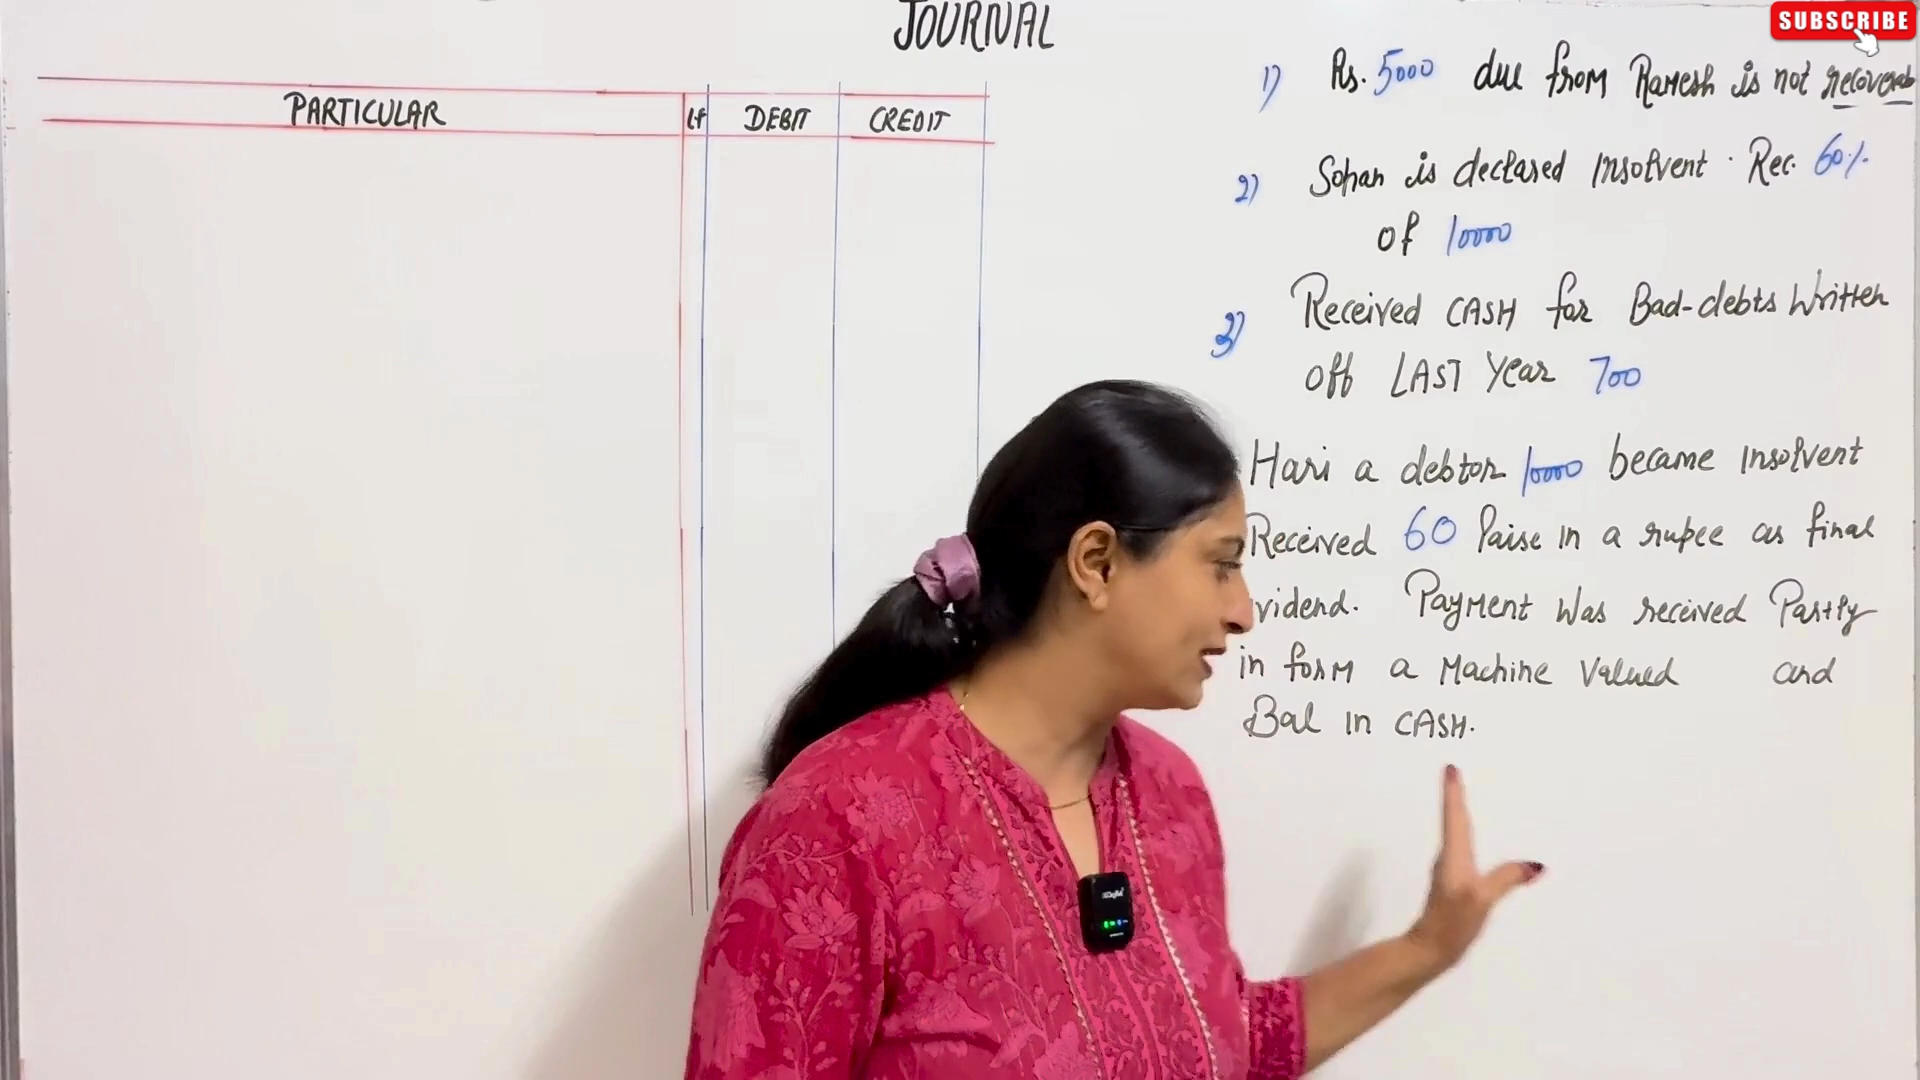 JOURNAL
SUBSCRIBE
PARTICULAR
LF
DEBIT
CREDIT
1) Rs. 5000 due from Ramesh is not recoverab
2) Sohan is declared insolvent. Rec. 60%
of 10000
3) Received CASH for Bad-debts Written
off LAST Year 700
Hari a debtor 10000 became insolvent
Received 60 Paise in a rupee as final
vidend. Payment was received Partly
in form a Machine Valued and
Bal in CASH.